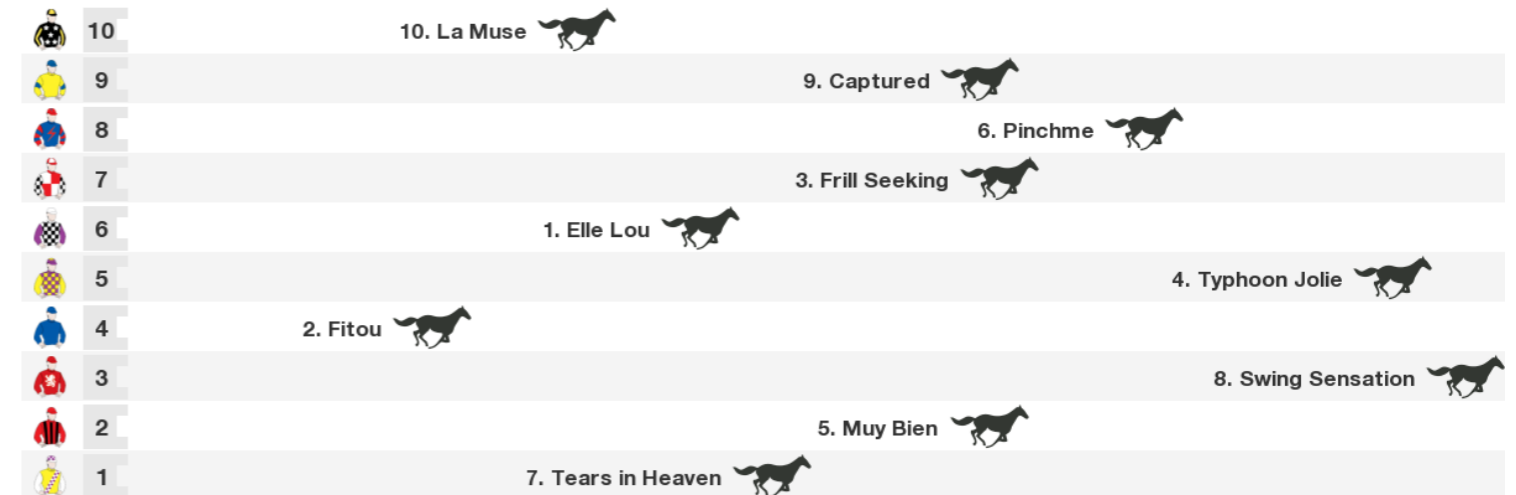 10 10. La Muse
9 9. Captured
8 6. Pinchme
7 3. Frill Seeking
6 1. Elle Lou
5 4. Typhoon Jolie
4 2. Fitou
3 8. Swing Sensation
2 5. Muy Bien
1 7. Tears in Heaven